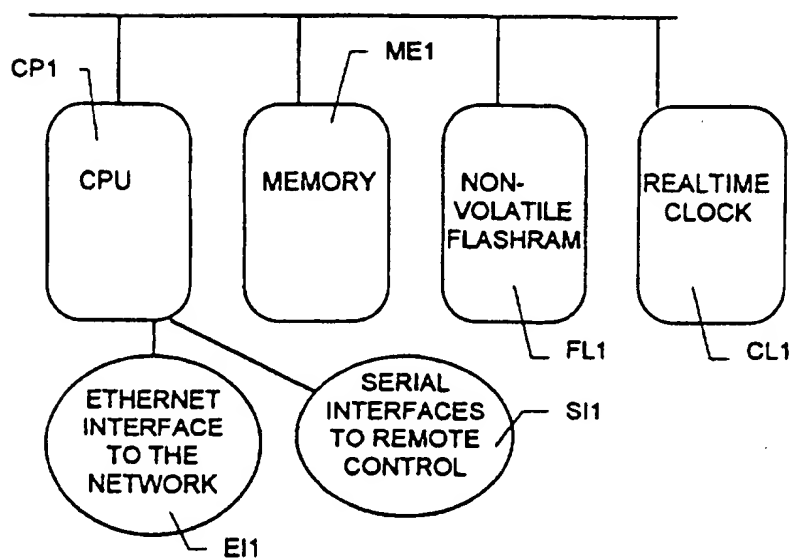 CP1
ME1
CPU
MEMORY
NON-
VOLATILE
FLASHRAM
REALTIME
CLOCK
FL1
CL1
ETHERNET
INTERFACE
TO THE
NETWORK
EI1
SERIAL
INTERFACES
TO REMOTE
CONTROL
SI1